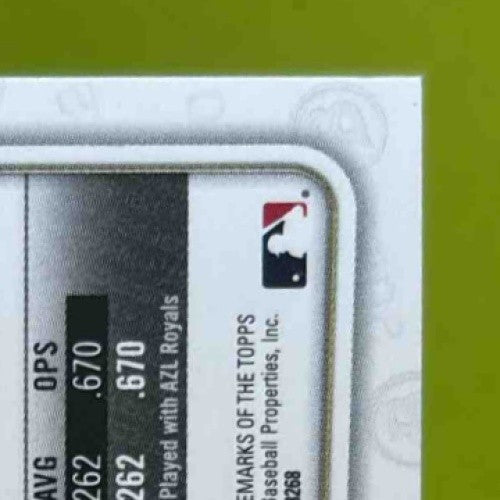 AVG OPS
262 .670
262 .670
Played with AZL Royals
EMARKS OF THE TOPPS
Baseball Properties, Inc.